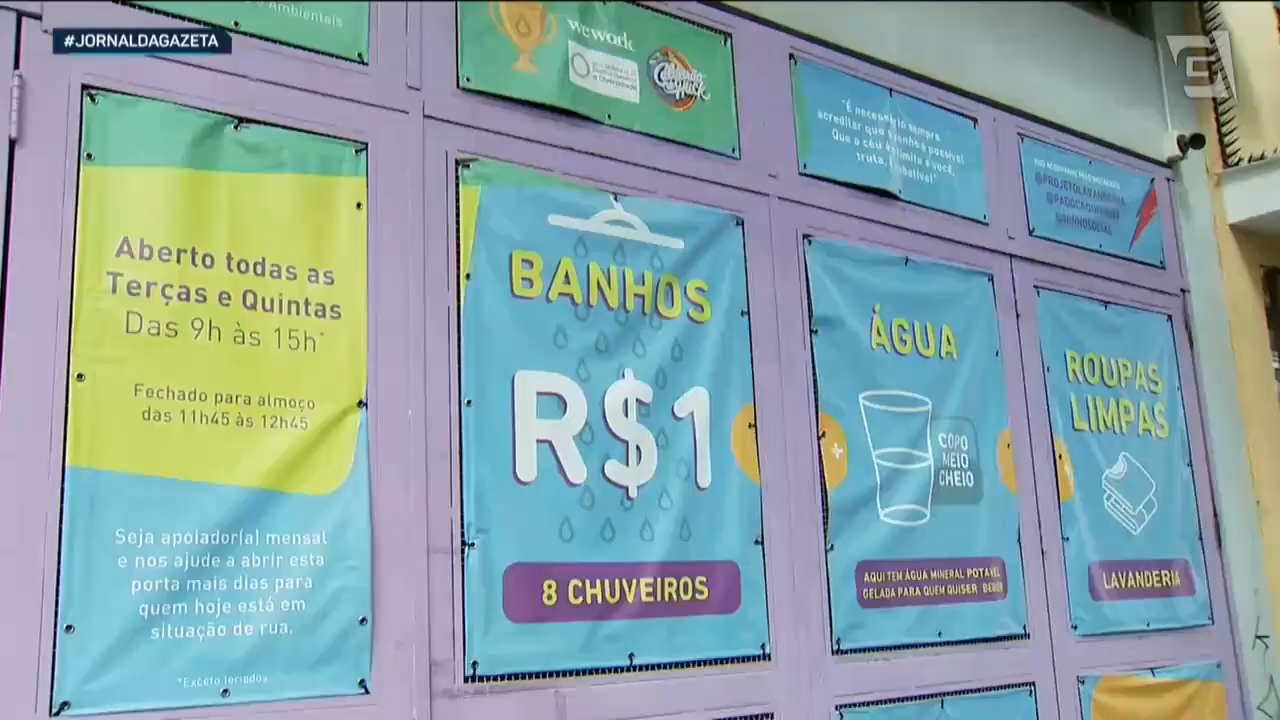 #JORNALDAGAZETA
Ambientais
wework
Aberto todas as
Terças e Quintas
Das 9h às 15h*
Fechado para almoço
das 11h45 às 12h45
Seja apoiador(a) mensal
e nos ajude a abrir esta
porta mais dias para
quem hoje está em
situação de rua.
*Exceto feriados
BANHOS
R$1
8 CHUVEIROS
"É necessário sempre
acreditar que
Que o céu é limite e você,
truta,
ÁGUA
COPO
MEIO
CHEIO
AQUI TEM ÁGUA MINERAL POTÁVEL
GELADA PARA QUEM QUISER BEBER
@PROJETOLAVANDERIA
ROUPAS
LIMPAS
LAVANDERIA